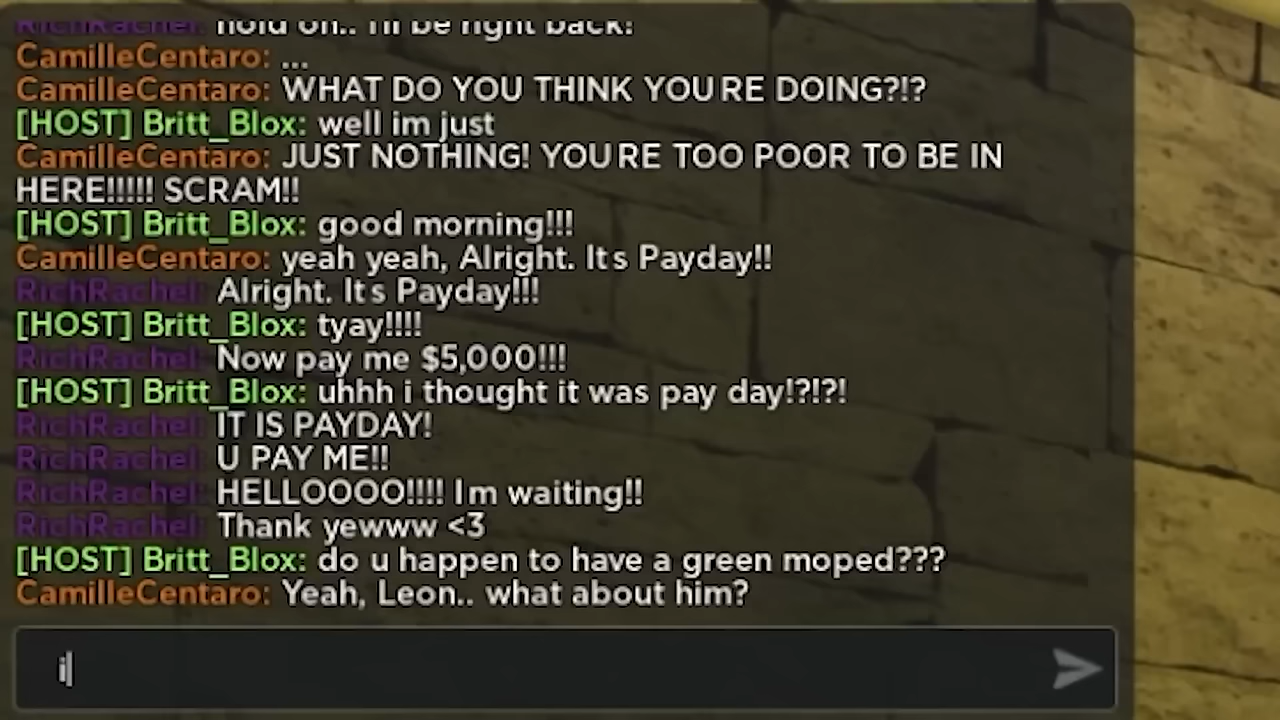 RichRachel: hold on.. I'll be right back!
CamilleCentaro: ...
CamilleCentaro: WHAT DO YOU THINK YOU RE DOING?!?
[HOST] Britt_Blox: well im just
CamilleCentaro: JUST NOTHING! YOU RE TOO POOR TO BE IN
HERE!!!!! SCRAM!!
[HOST] Britt_Blox: good morning!!!
CamilleCentaro: yeah yeah, Alright. It s Payday!!
RichRachel: Alright. It s Payday!!!
[HOST] Britt_Blox: tyay!!!!
RichRachel: Now pay me $5,000!!!
[HOST] Britt_Blox: uhhh i thought it was pay day!?!?!
RichRachel: IT IS PAYDAY!
RichRachel: U PAY ME!!
RichRachel: HELLOOOO!!!! I m waiting!!
RichRachel: Thank yewww <3
[HOST] Britt_Blox: do u happen to have a green moped???
CamilleCentaro: Yeah, Leon.. what about him?
i